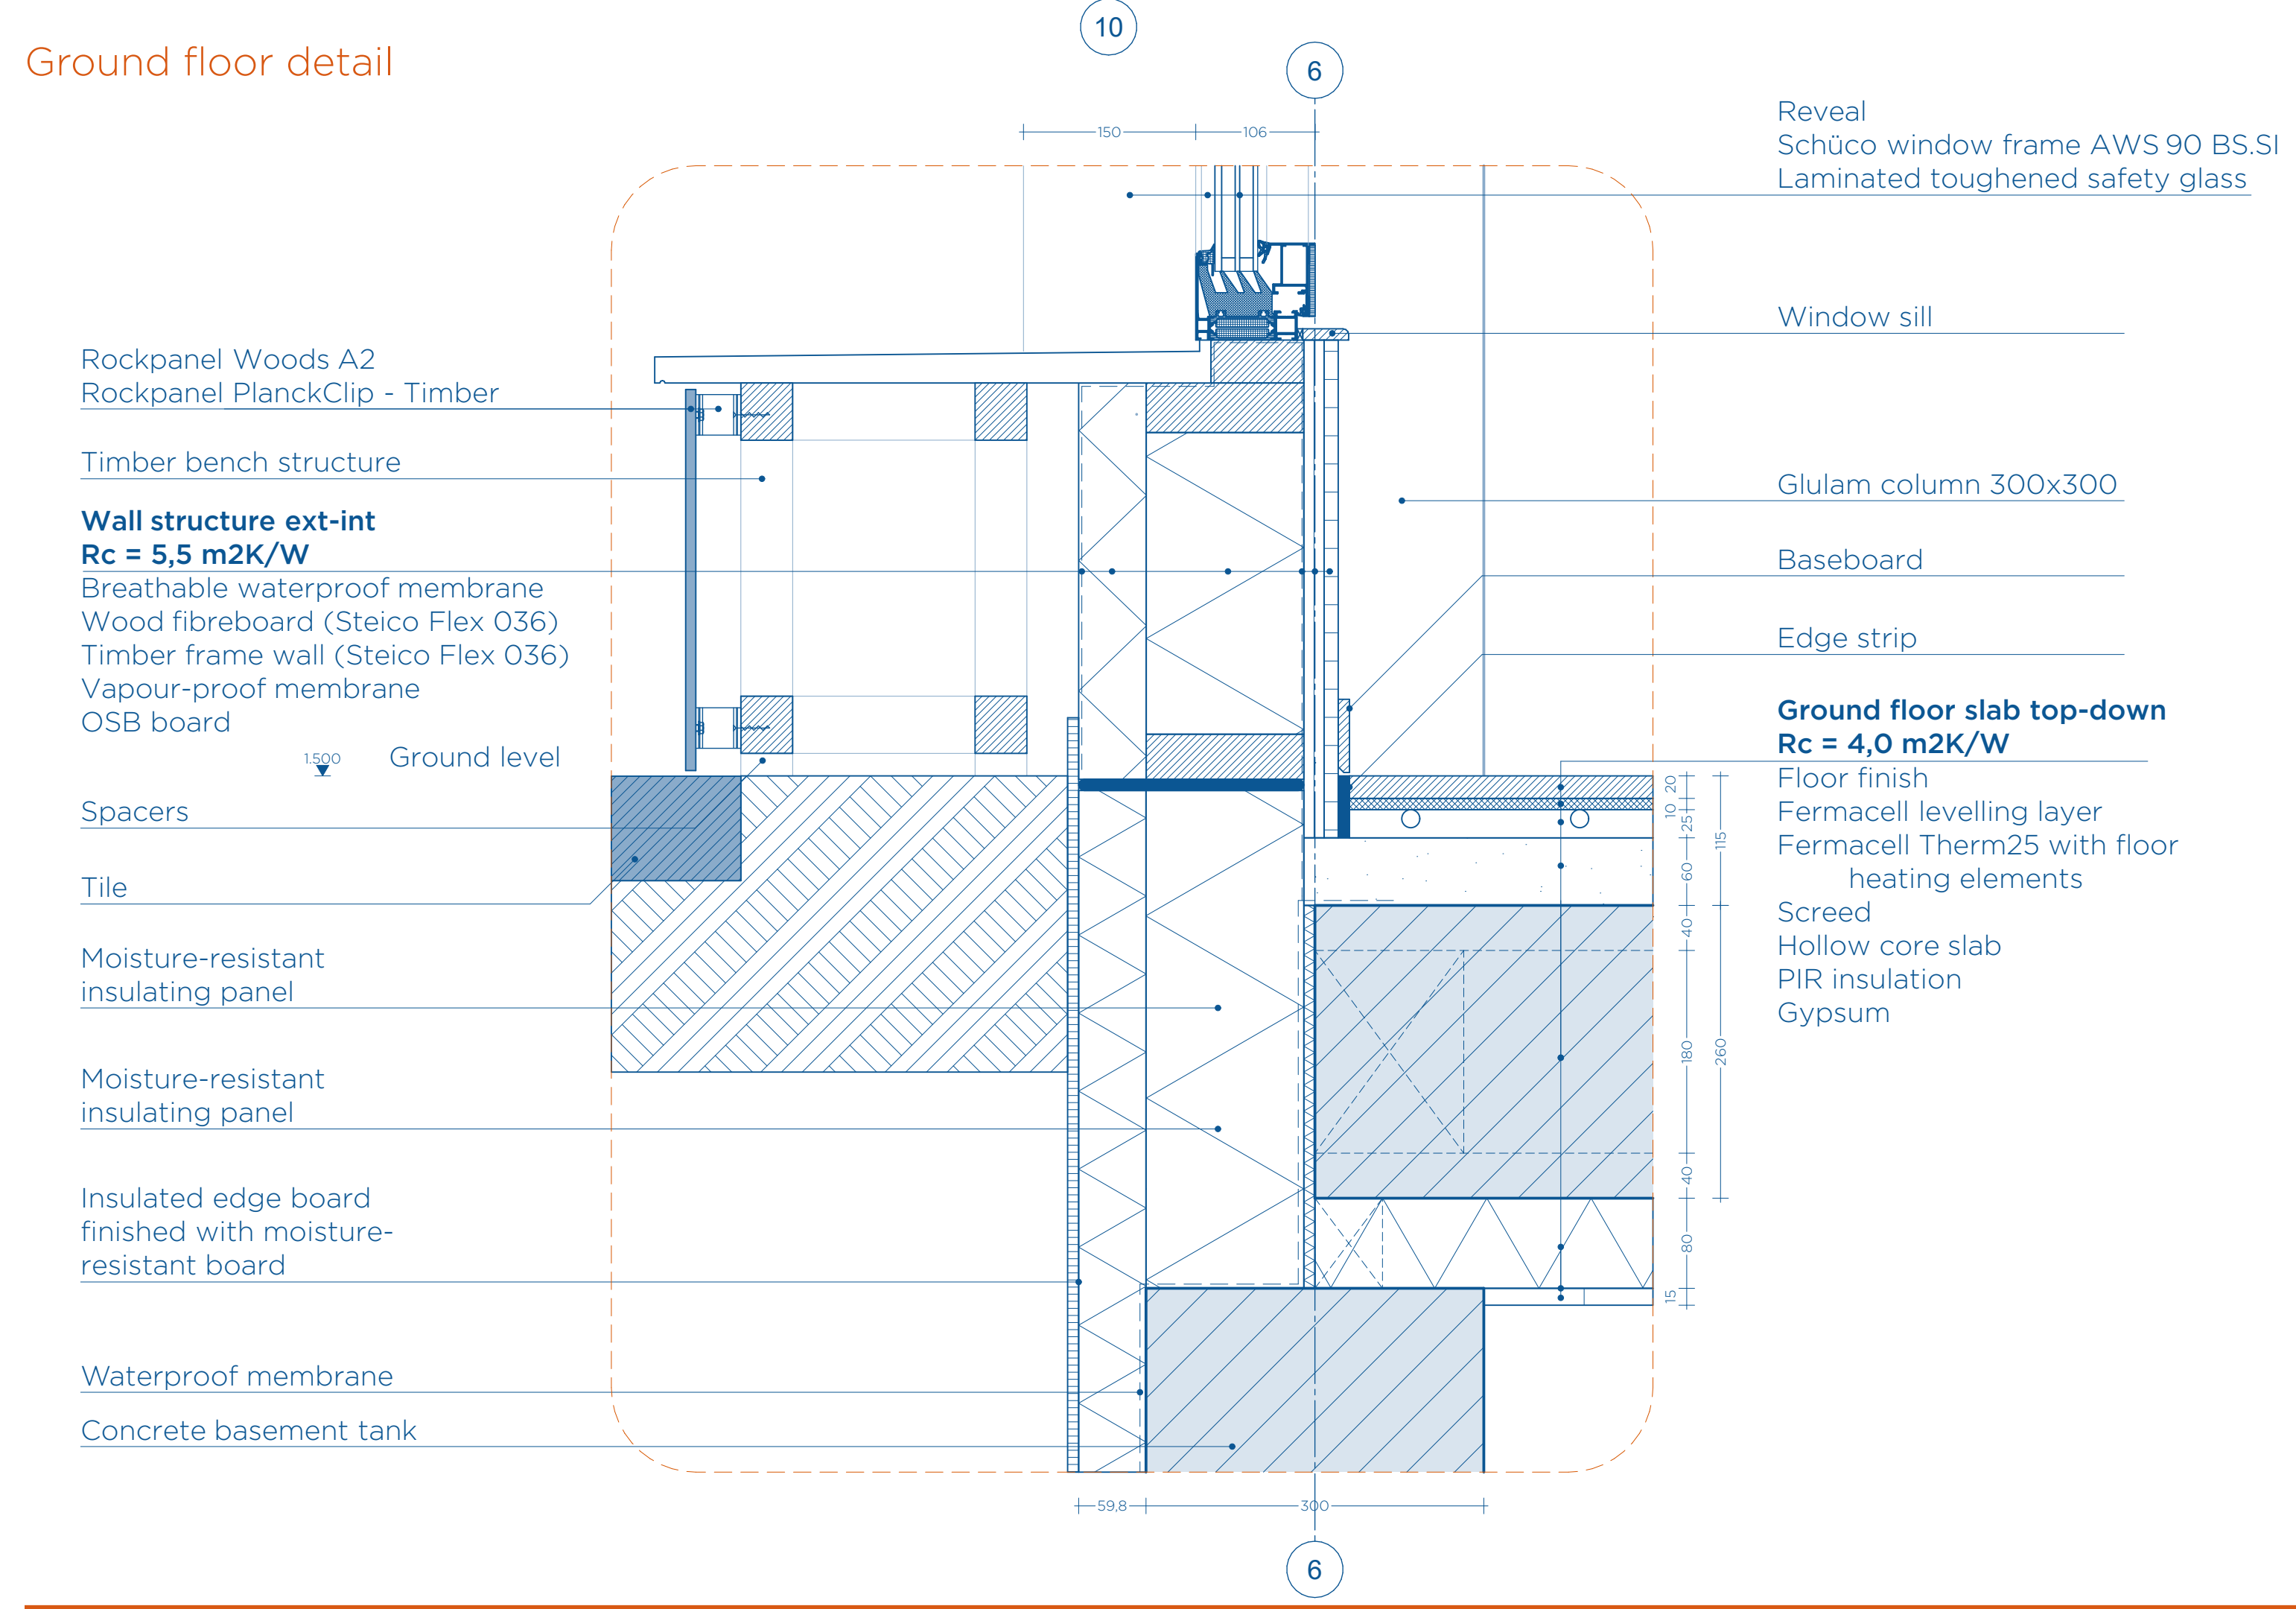 Ground floor detail
10
6
150
106
Reveal
Schüco window frame AWS 90 BS.SI
Laminated toughened safety glass
Window sill
Rockpanel Woods A2
Rockpanel PlanckClip - Timber
Timber bench structure
Glulam column 300x300
Wall structure ext-int
Rc = 5,5 m2K/W
Breathable waterproof membrane
Wood fibreboard (Steico Flex 036)
Timber frame wall (Steico Flex 036)
Vapour-proof membrane
OSB board
Baseboard
Edge strip
1.500
Ground level
Spacers
Tile
Moisture-resistant
insulating panel
Moisture-resistant
insulating panel
Insulated edge board
finished with moisture-
resistant board
Waterproof membrane
Concrete basement tank
Ground floor slab top-down
Rc = 4,0 m2K/W
Floor finish
Fermacell levelling layer
Fermacell Therm25 with floor
heating elements
Screed
Hollow core slab
PIR insulation
Gypsum
20
10
25
115
60
40
180
260
40
80
15
59,8
300
6